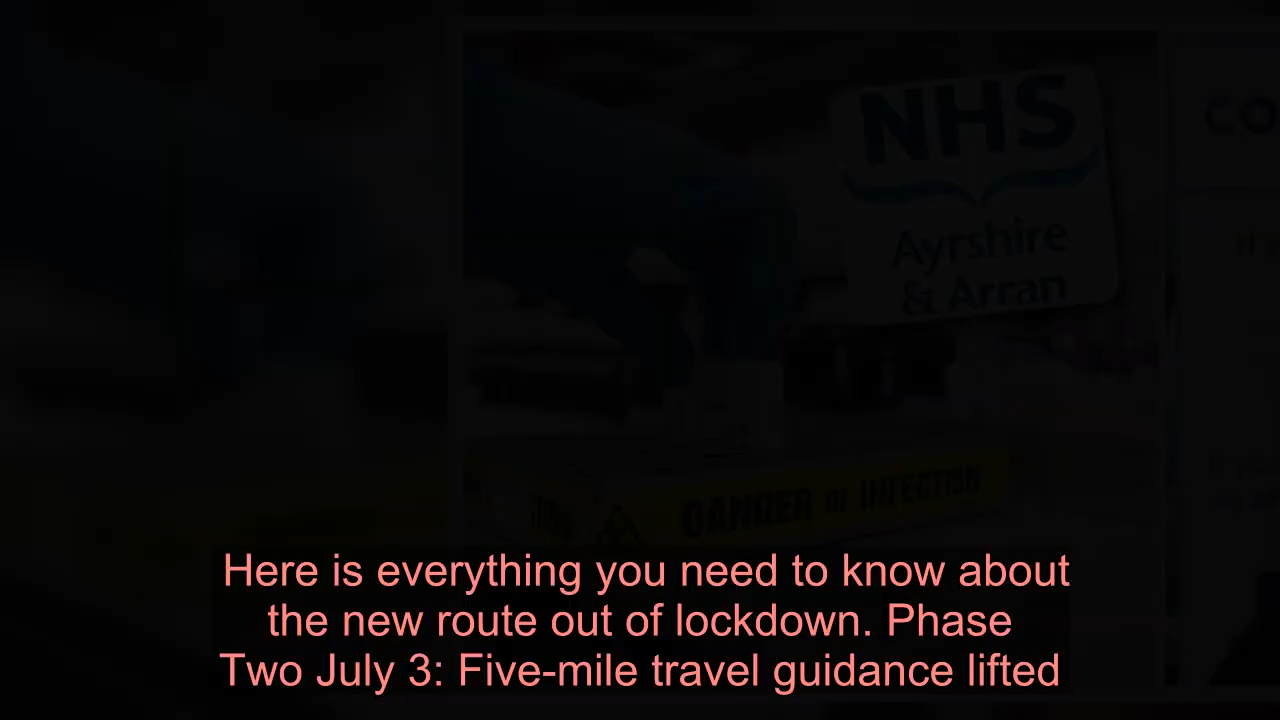 NHS
CO
Ayrshire
& Arran
DANGER OF INFECTION
Here is everything you need to know about
the new route out of lockdown. Phase
Two July 3: Five-mile travel guidance lifted